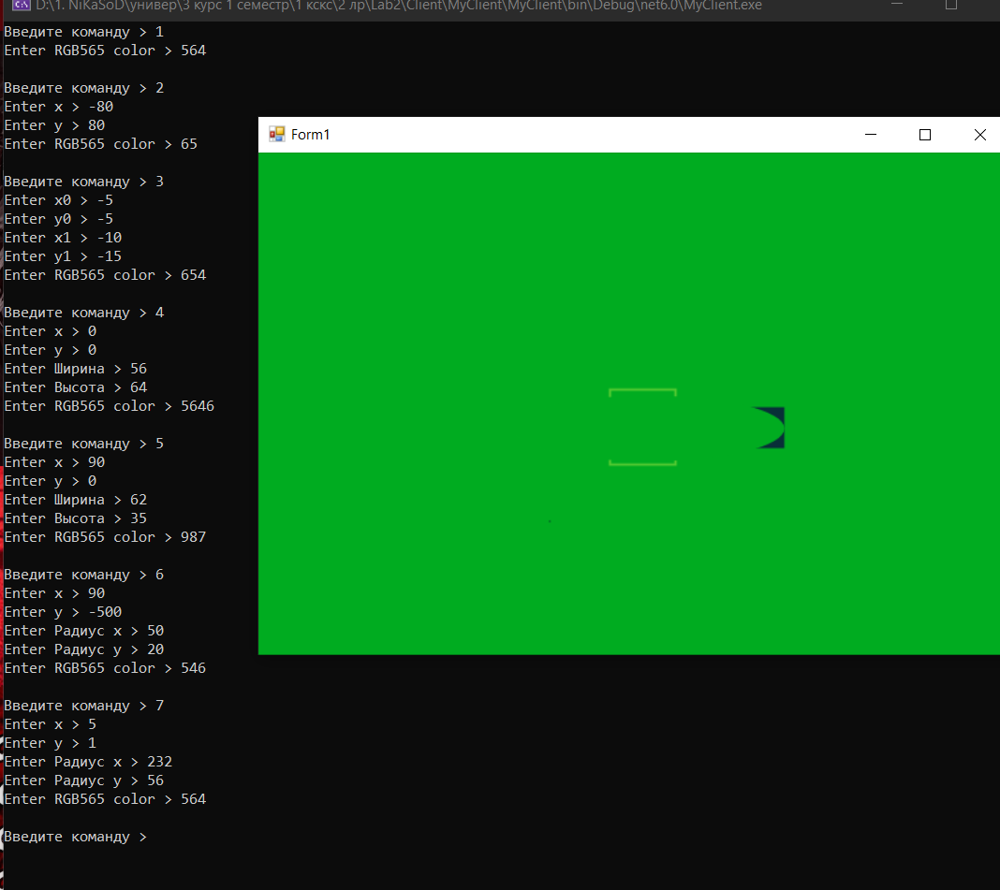 D:\1. NiKaSoD\универ\3 курс 1 семестр\1 кскс\2 лр\Lab2\Client\MyClient\MyClient\bin\Debug\net6.0\MyClient.exe
Введите команду > 1
Enter RGB565 color > 564
Введите команду > 2
Enter x > -80
Enter y > 80
Enter RGB565 color > 65
Введите команду > 3
Enter x0 > -5
Enter y0 > -5
Enter x1 > -10
Enter y1 > -15
Enter RGB565 color > 654
Введите команду > 4
Enter x > 0
Enter y > 0
Enter Ширина > 56
Enter Высота > 64
Enter RGB565 color > 5646
Введите команду > 5
Enter x > 90
Enter y > 0
Enter Ширина > 62
Enter Высота > 35
Enter RGB565 color > 987
Введите команду > 6
Enter x > 90
Enter y > -500
Enter Радиус x > 50
Enter Радиус y > 20
Enter RGB565 color > 546
Введите команду > 7
Enter x > 5
Enter y > 1
Enter Радиус x > 232
Enter Радиус y > 56
Enter RGB565 color > 564
Введите команду >
Form1